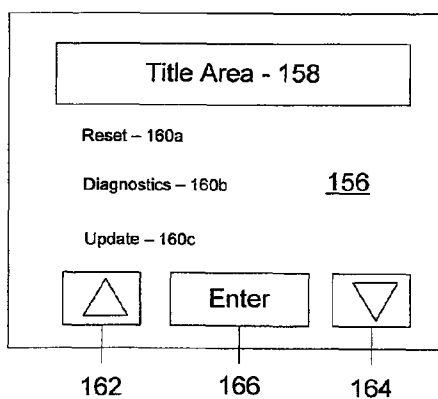 Title Area - 158
Reset – 160a
Diagnostics – 160b 156
Update – 160c
Enter
162 166 164